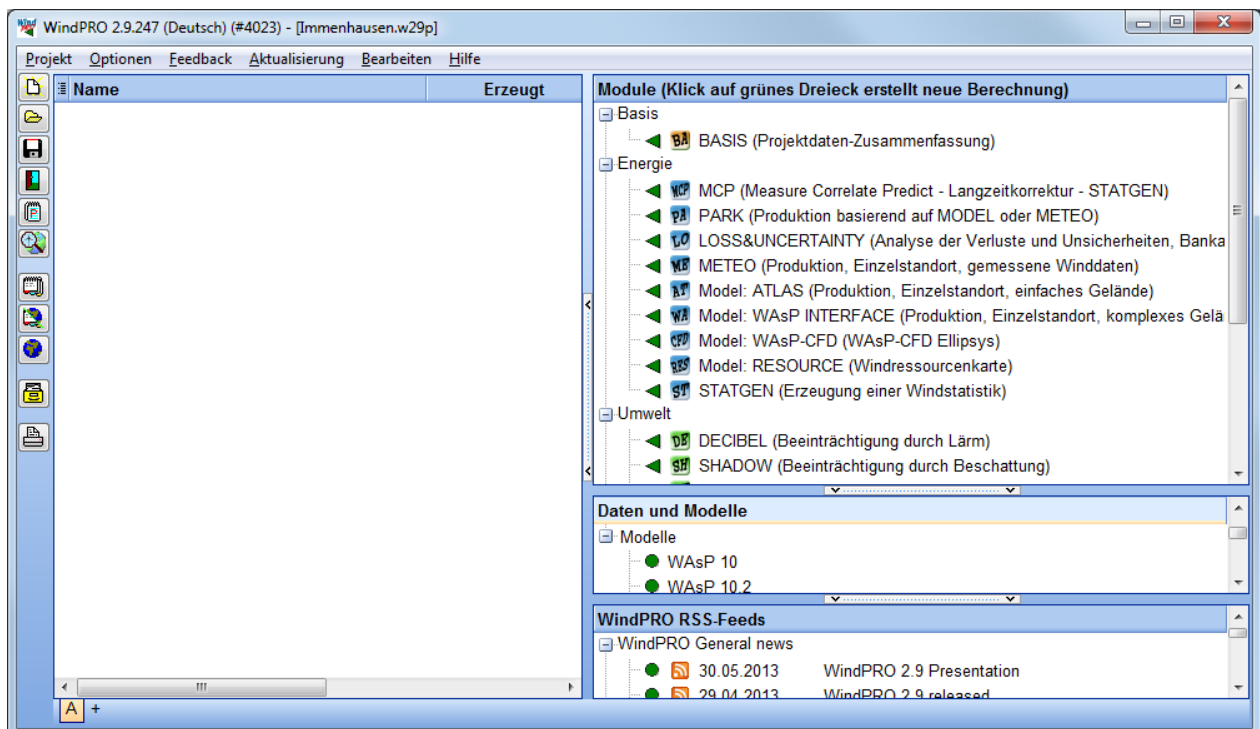 WindPRO 2.9.247 (Deutsch) (#4023) - [Immenhausen.w29p]
Projekt Optionen Feedback Aktualisierung Bearbeiten Hilfe
Name Erzeugt
Module (Klick auf grünes Dreieck erstellt neue Berechnung)
Basis
BA BASIS (Projektdaten-Zusammenfassung)
Energie
MCP MCP (Measure Correlate Predict - Langzeitkorrektur - STATGEN)
PA PARK (Produktion basierend auf MODEL oder METEO)
LO LOSS&UNCERTAINTY (Analyse der Verluste und Unsicherheiten, Banka
ME METEO (Produktion, Einzelstandort, gemessene Winddaten)
AT Model: ATLAS (Produktion, Einzelstandort, einfaches Gelände)
WA Model: WAsP INTERFACE (Produktion, Einzelstandort, komplexes Gelä
CFD Model: WAsP-CFD (WAsP-CFD Ellipsys)
RES Model: RESOURCE (Windressourcenkarte)
ST STATGEN (Erzeugung einer Windstatistik)
Umwelt
DE DECIBEL (Beeinträchtigung durch Lärm)
SH SHADOW (Beeinträchtigung durch Beschattung)
Daten und Modelle
Modelle
WAsP 10
WAsP 10.2
WindPRO RSS-Feeds
WindPRO General news
30.05.2013 WindPRO 2.9 Presentation
29.04.2013 WindPRO 2.9 released
A +